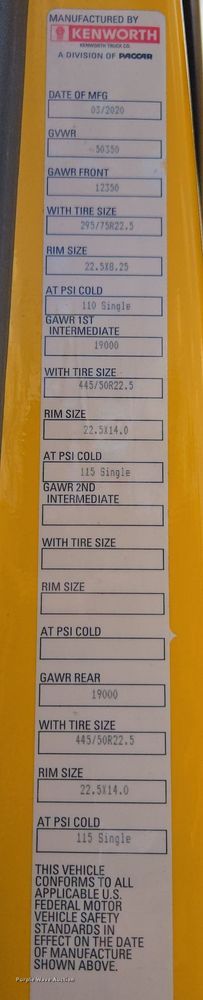 MANUFACTURED BY
KENWORTH
KENWORTH TRUCK CO.
A DIVISION OF PACCAR
DATE OF MFG
03/2020
GVWR
50350
GAWR FRONT
12350
WITH TIRE SIZE
295/75R22.5
RIM SIZE
22.5X8.25
AT PSI COLD
110 Single
GAWR 1ST
INTERMEDIATE
19000
WITH TIRE SIZE
445/50R22.5
RIM SIZE
22.5X14.0
AT PSI COLD
115 Single
GAWR 2ND
INTERMEDIATE
WITH TIRE SIZE
RIM SIZE
AT PSI COLD
GAWR REAR
19000
WITH TIRE SIZE
445/50R22.5
RIM SIZE
22.5X14.0
AT PSI COLD
115 Single
THIS VEHICLE
CONFORMS TO ALL
APPLICABLE U.S.
FEDERAL MOTOR
VEHICLE SAFETY
STANDARDS IN
EFFECT ON THE DATE
OF MANUFACTURE
SHOWN ABOVE.
Purple Wave Auction